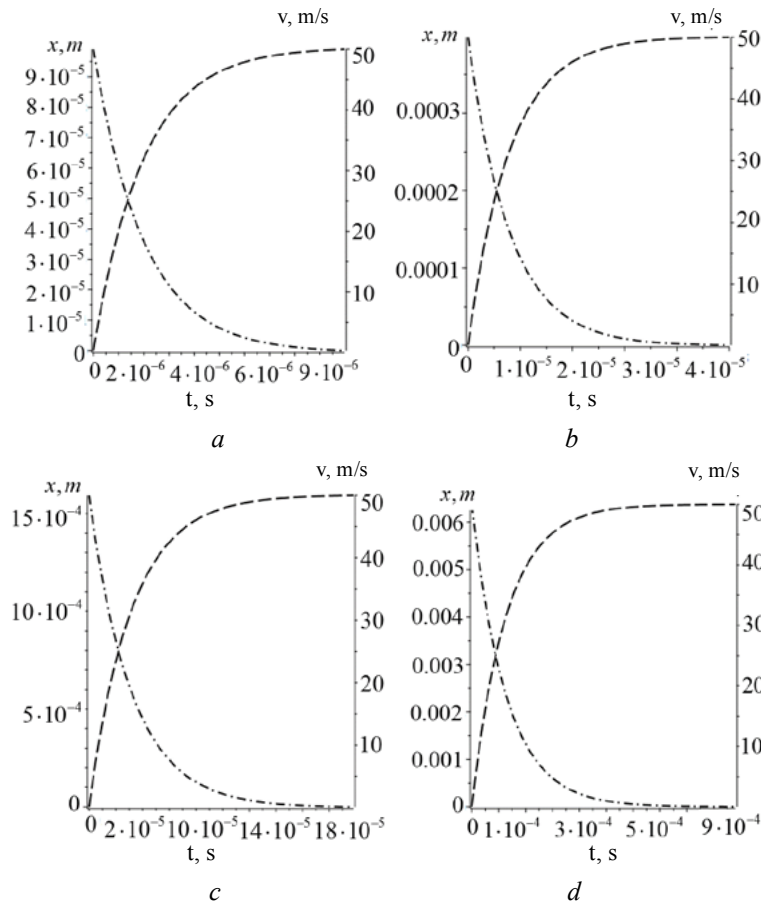 v, m/s
x, m
9·10⁻⁵
8·10⁻⁵
7·10⁻⁵
6·10⁻⁵
5·10⁻⁵
4·10⁻⁵
3·10⁻⁵
2·10⁻⁵
1·10⁻⁵
0
50
40
30
20
10
0 2·10⁻⁶ 4·10⁻⁶ 6·10⁻⁶ 9·10⁻⁶
t, s
a
v, m/s
x, m
0.0003
0.0002
0.0001
0
50
40
30
20
10
0 1·10⁻⁵ 2·10⁻⁵ 3·10⁻⁵ 4·10⁻⁵
t, s
b
v, m/s
x, m
15·10⁻⁴
10·10⁻⁴
5·10⁻⁴
0
50
40
30
20
10
0 2·10⁻⁵ 10·10⁻⁵ 14·10⁻⁵ 18·10⁻⁵
t, s
c
v, m/s
x, m
0.006
0.005
0.004
0.003
0.002
0.001
0
50
40
30
20
10
0 1·10⁻⁴ 3·10⁻⁴ 5·10⁻⁴ 9·10⁻⁴
t, s
d